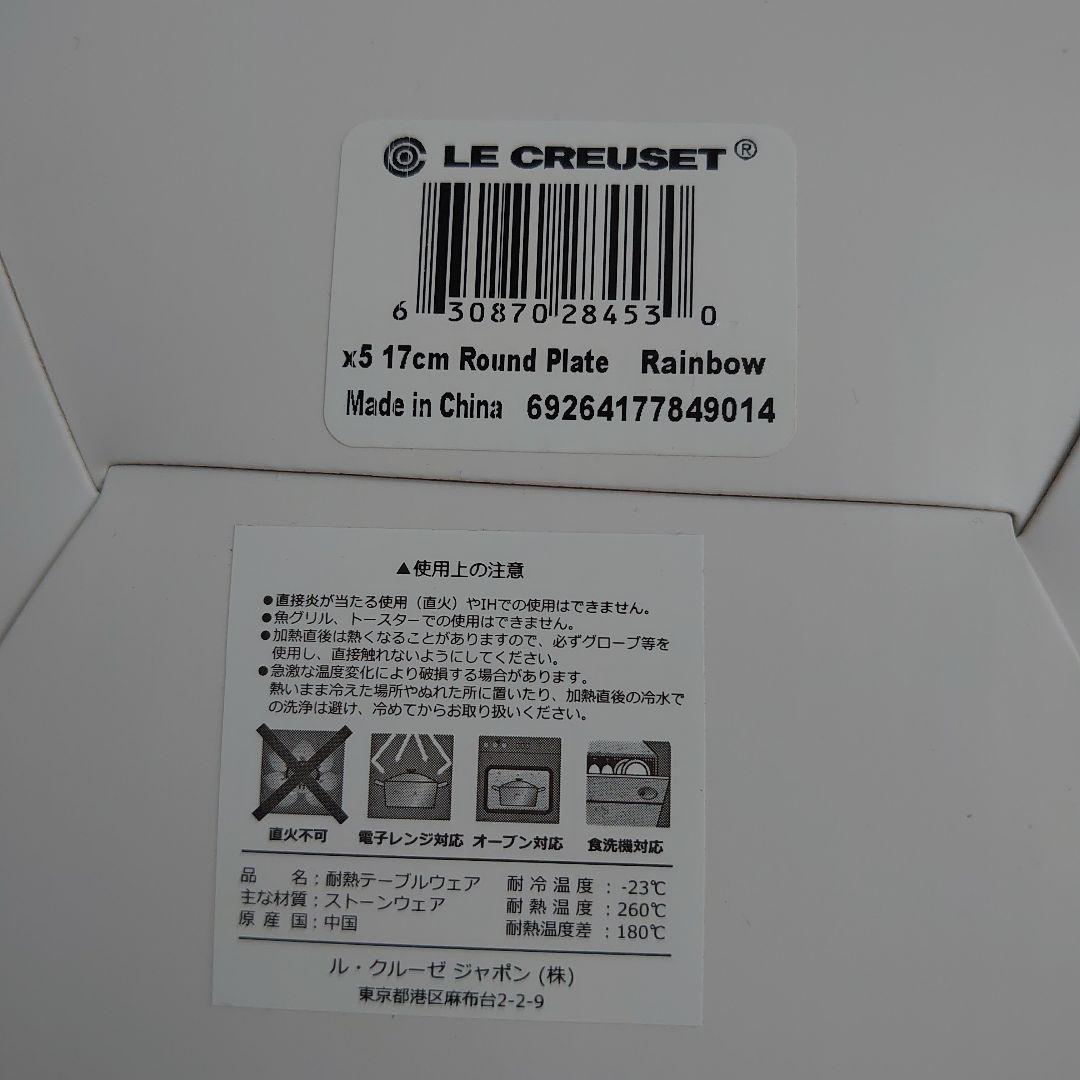 LE CREUSET ®
6 30870 28453 0
x5 17cm Round Plate Rainbow
Made in China 69264177849014
▲使用上の注意
●直接炎が当たる使用（直火）やIHでの使用はできません。
●魚グリル、トースターでの使用はできません。
●加熱直後は熱くなることがありますので、必ずグローブ等を
使用し、直接触れないようにしてください。
●急激な温度変化により破損する場合があります。
熱いまま冷えた場所やぬれた所に置いたり、加熱直後の冷水で
の洗浄は避け、冷めてからお取り扱いください。
直火不可 電子レンジ対応 オーブン対応 食洗機対応
品 名：耐熱テーブルウェア 耐冷温度：-23℃
主な材質：ストーンウェア 耐熱温度：260℃
原産国：中国 耐熱温度差：180℃
ル・クルーゼ ジャポン (株)
東京都港区麻布台2-2-9